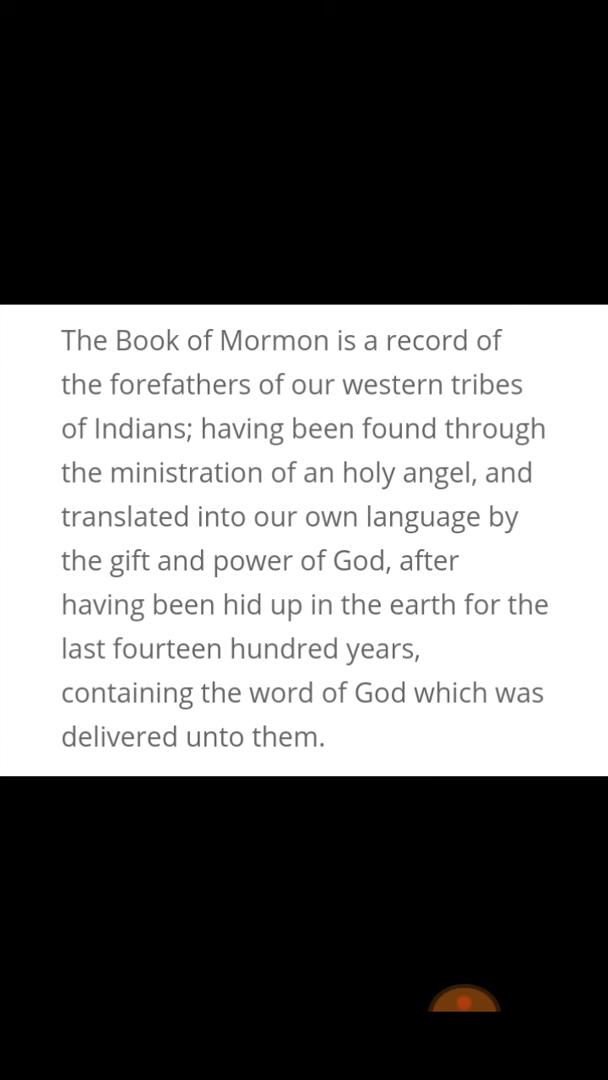 The Book of Mormon is a record of
the forefathers of our western tribes
of Indians; having been found through
the ministration of an holy angel, and
translated into our own language by
the gift and power of God, after
having been hid up in the earth for the
last fourteen hundred years,
containing the word of God which was
delivered unto them.